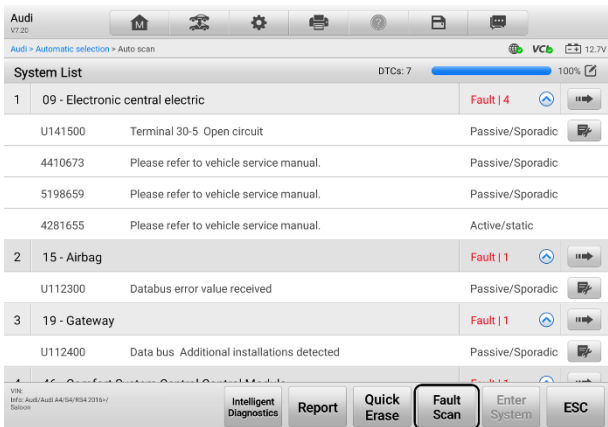 Audi
V7.20
M
?
Audi > Automatic selection > Auto scan
VCI
12.7V
System List
DTCs: 7
100%
1 09 - Electronic central electric Fault | 4
U141500 Terminal 30-5 Open circuit Passive/Sporadic
4410673 Please refer to vehicle service manual. Passive/Sporadic
5198659 Please refer to vehicle service manual. Passive/Sporadic
4281655 Please refer to vehicle service manual. Active/static
2 15 - Airbag Fault | 1
U112300 Databus error value received Passive/Sporadic
3 19 - Gateway Fault | 1
U112400 Data bus Additional installations detected Passive/Sporadic
VIN:
Info: Audi/Audi A4/S4/RS4 2016>/
Saloon
Intelligent
Diagnostics
Report
Quick
Erase
Fault
Scan
Enter
System
ESC